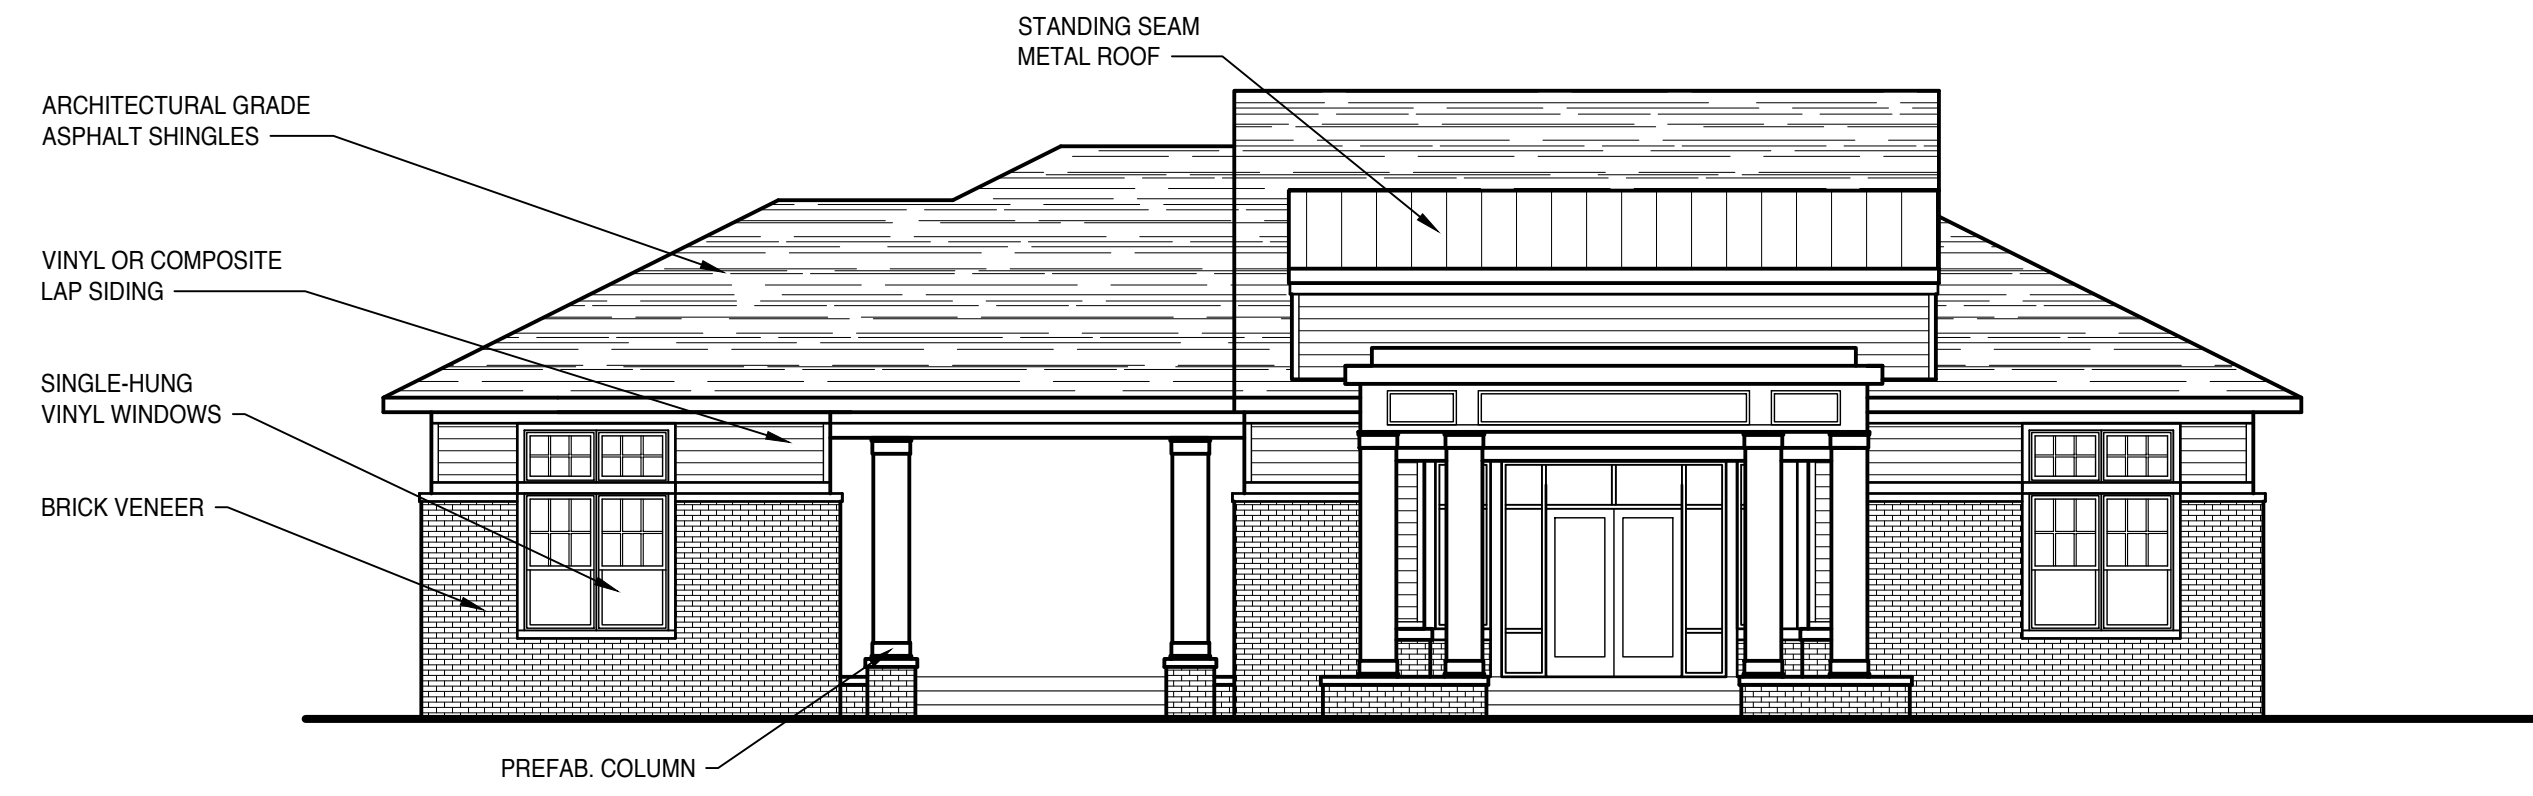 STANDING SEAM
METAL ROOF
ARCHITECTURAL GRADE
ASPHALT SHINGLES
VINYL OR COMPOSITE
LAP SIDING
SINGLE-HUNG
VINYL WINDOWS
BRICK VENEER
PREFAB. COLUMN